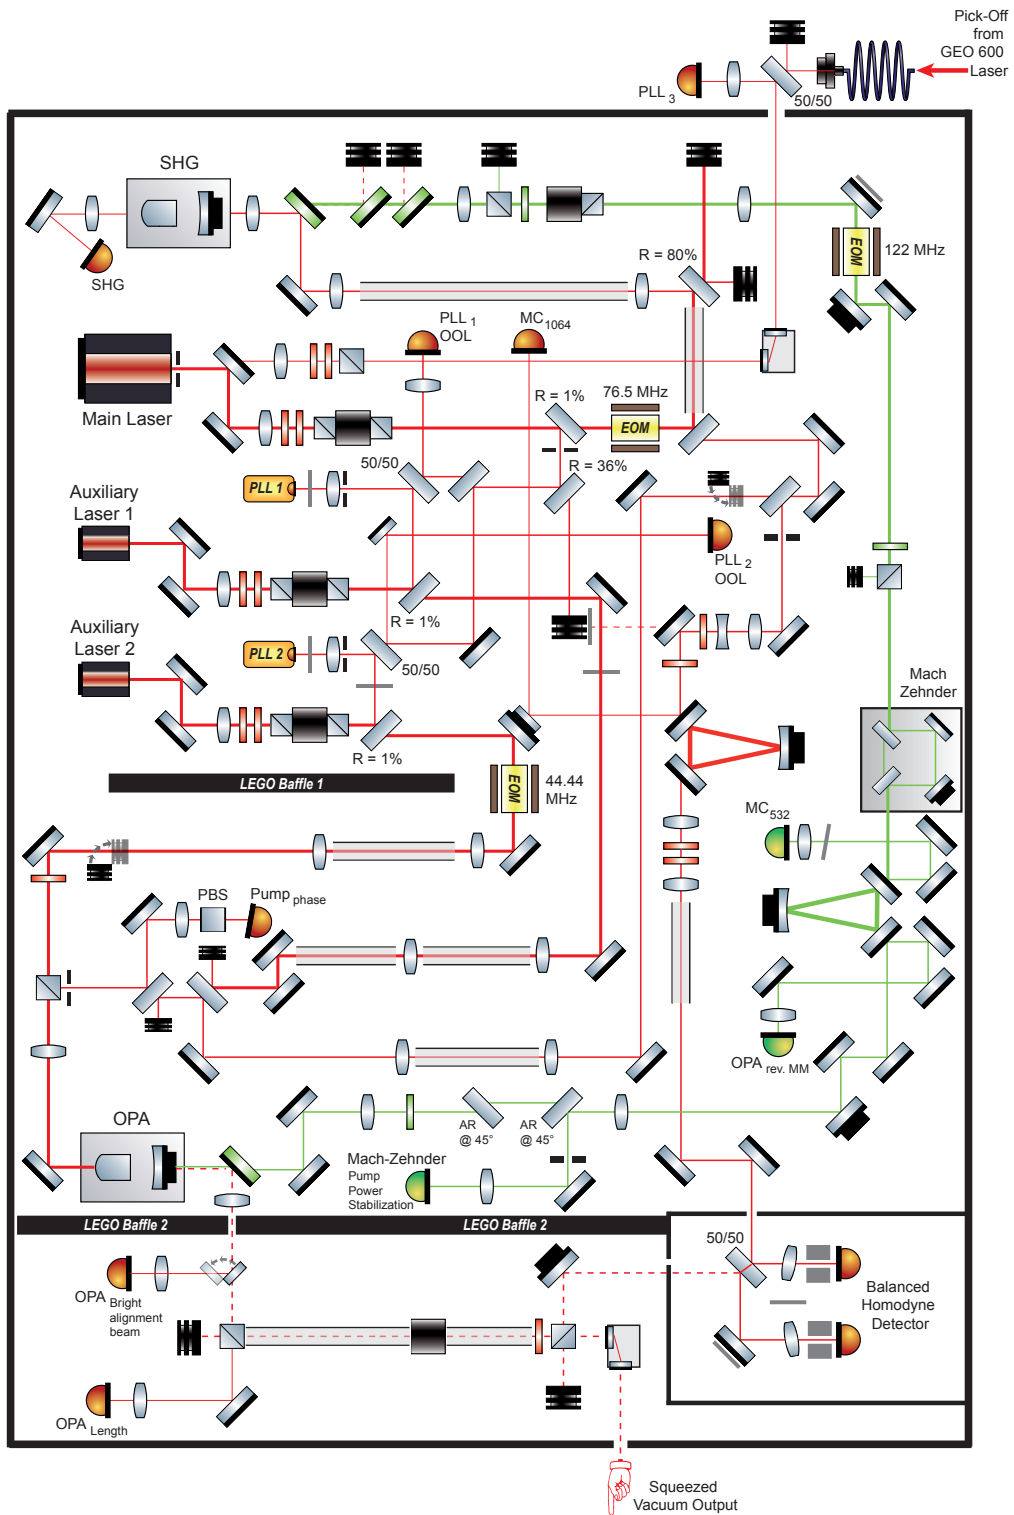 Pick-Off
from
GEO 600
Laser
PLL 3
50/50
SHG
SHG
R = 80%
EOM
122 MHz
PLL 1
OOL
MC1064
Main Laser
R = 1%
76.5 MHz
EOM
50/50
R = 36%
PLL 1
Auxiliary
Laser 1
PLL 2
OOL
R = 1%
Auxiliary
Laser 2
PLL 2
50/50
R = 1%
Mach
Zehnder
LEGO Baffle 1
EOM
44.44
MHz
MC532
PBS
Pump phase
OPA rev. MM
OPA
AR
@ 45°
AR
@ 45°
Mach-Zehnder
Pump
Power
Stabilization
LEGO Baffle 2
LEGO Baffle 2
50/50
OPA Bright
alignment
beam
Balanced
Homodyne
Detector
OPA Length
Squeezed
Vacuum Output